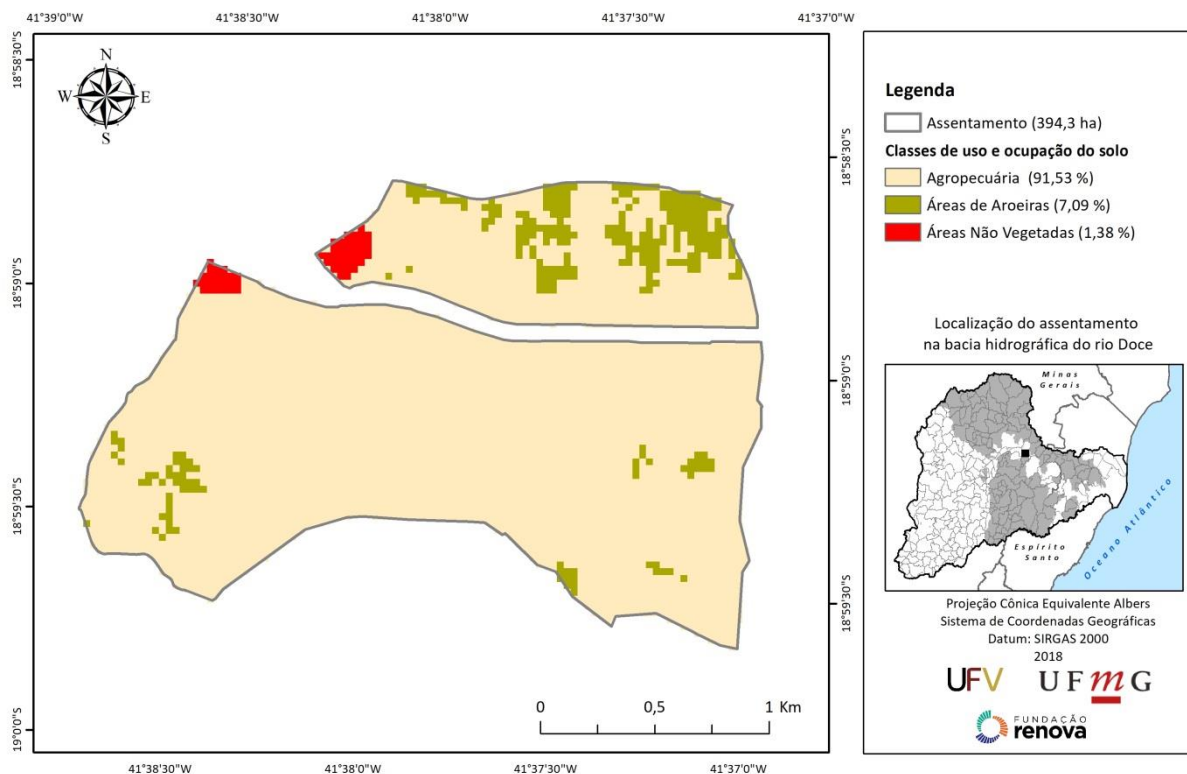 41°39'0"W 41°38'30"W 41°38'0"W 41°37'30"W 41°37'0"W
18°58'30"S
18°59'0"S
18°59'30"S
19°0'0"S
N
W E
S
18°58'30"S
18°59'0"S
18°59'30"S
0 0,5 1 Km
41°38'30"W 41°38'0"W 41°37'30"W 41°37'0"W
Legenda
Assentamento (394,3 ha)
Classes de uso e ocupação do solo
Agropecuária (91,53 %)
Áreas de Aroeiras (7,09 %)
Áreas Não Vegetadas (1,38 %)
Localização do assentamento
na bacia hidrográfica do rio Doce
Minas
Gerais
Espírito
Santo
Oceano Atlântico
Projeção Cônica Equivalente Albers
Sistema de Coordenadas Geográficas
Datum: SIRGAS 2000
2018
UFV UFmG
FUNDAÇÃO
renova